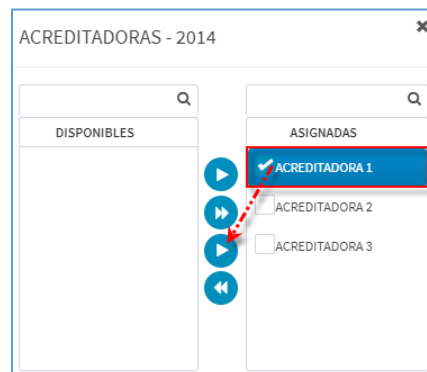 ACREDITADORAS - 2014
DISPONIBLES
ASIGNADAS
ACREDITADORA 1
ACREDITADORA 2
ACREDITADORA 3